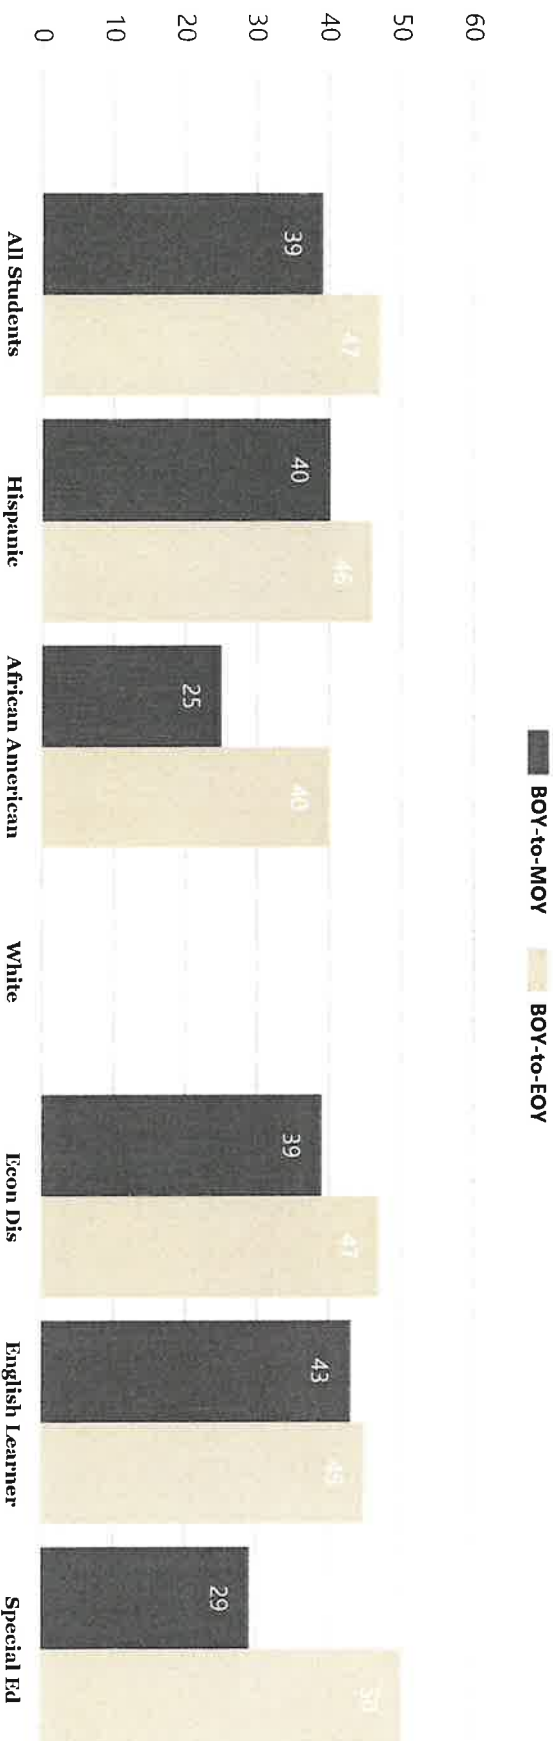 BOY-to-MOY BOY-to-EOY
60
50
40
30
20
10
0
39
47
40
46
25
40
39
47
43
45
29
50
All Students
Hispanic
African American
White
Econ Dis
English Learner
Special Ed